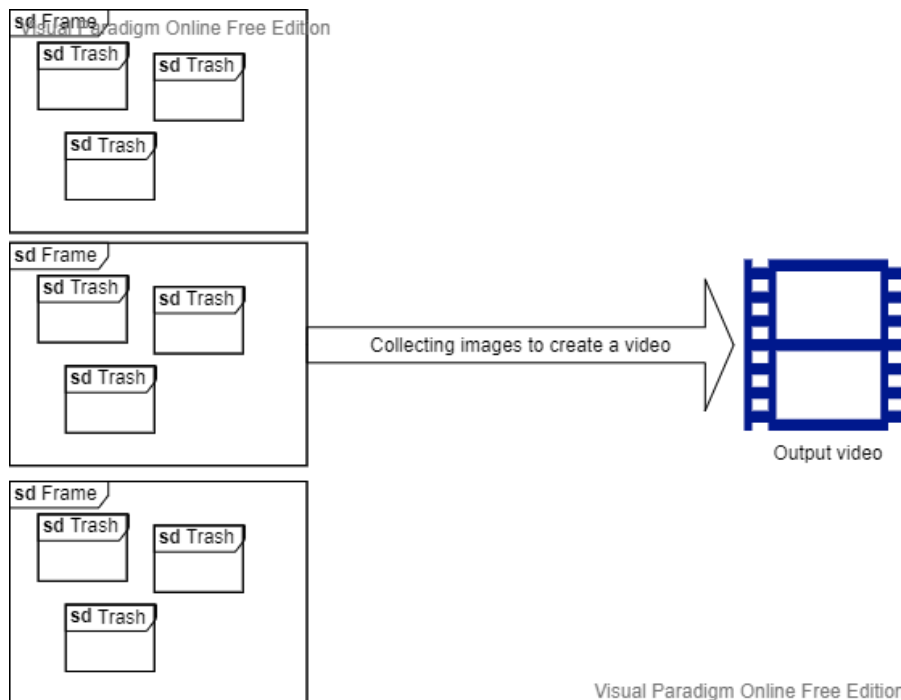 sd Frame
Visual Paradigm Online Free Edition
sd Trash
sd Trash
sd Trash
sd Frame
sd Trash
sd Trash
sd Trash
Collecting images to create a video
Output video
sd Frame
sd Trash
sd Trash
sd Trash
Visual Paradigm Online Free Edition